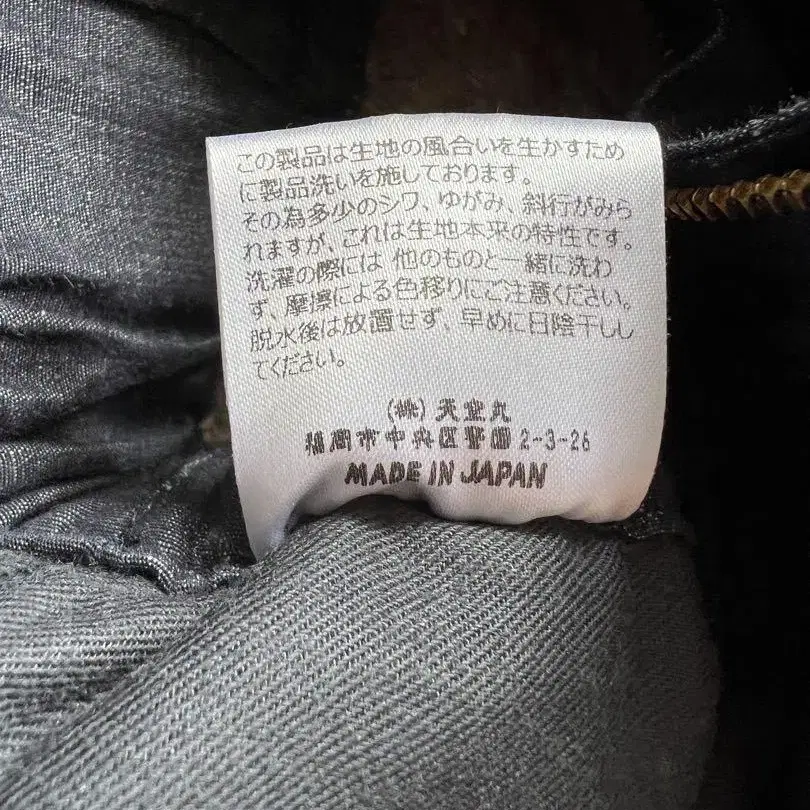 この製品は生地の風合いを生かすため
に製品洗いを施しております。
その為多少のシワ、ゆがみ、斜行がみら
れますが、これは生地本来の特性です。
洗濯の際には 他のものと一緒に洗わ
ず、摩擦による色移りにご注意ください。
脱水後は放置せず、早めに日陰干しし
てください。
(株) 天空丸
福岡市中央区警固 2-3-26
MADE IN JAPAN